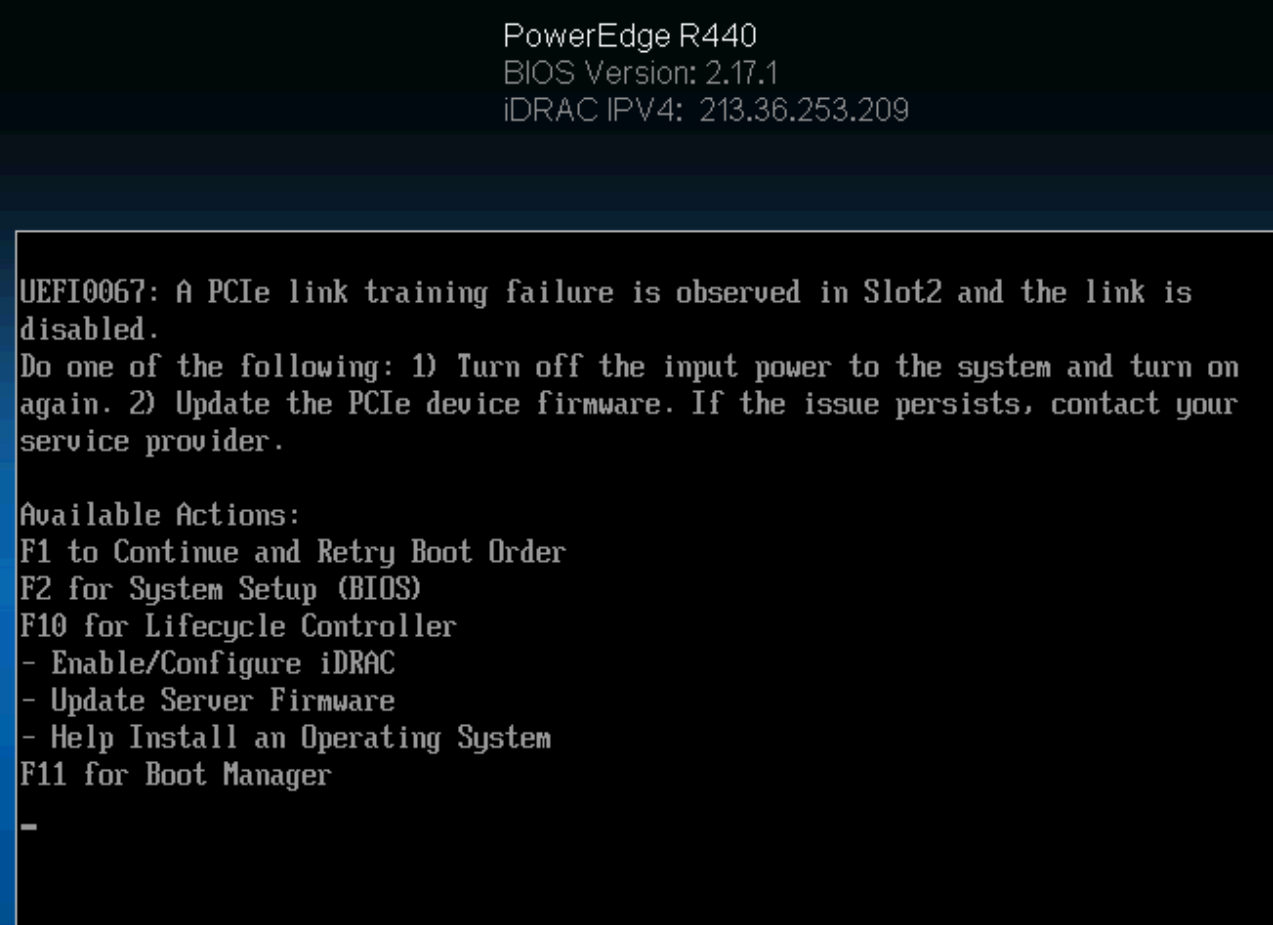 PowerEdge R440
BIOS Version: 2.17.1
iDRAC IPV4: 213.36.253.209
UEFI0067: A PCIe link training failure is observed in Slot2 and the link is
disabled.
Do one of the following: 1) Turn off the input power to the system and turn on
again. 2) Update the PCIe device firmware. If the issue persists, contact your
service provider.
Available Actions:
F1 to Continue and Retry Boot Order
F2 for System Setup (BIOS)
F10 for Lifecycle Controller
- Enable/Configure iDRAC
- Update Server Firmware
- Help Install an Operating System
F11 for Boot Manager